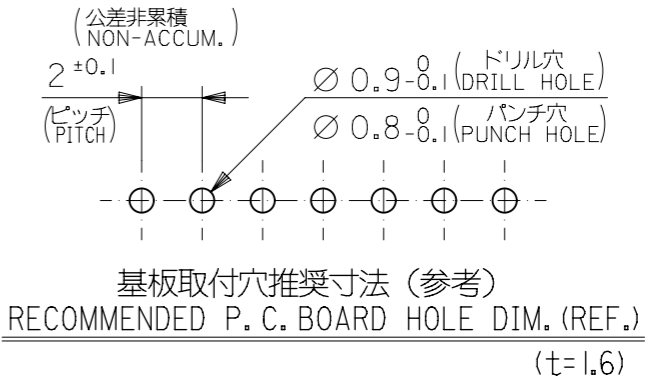 (公差非累積
NON-ACCUM.)
2 ±0.1
(ピッチ
PITCH)
∅ 0.9 0 -0.1 (ドリル穴
DRILL HOLE)
∅ 0.8 0 -0.1 (パンチ穴
PUNCH HOLE)
基板取付穴推奨寸法 (参考)
RECOMMENDED P.C.BOARD HOLE DIM.(REF.)
(t=1.6)